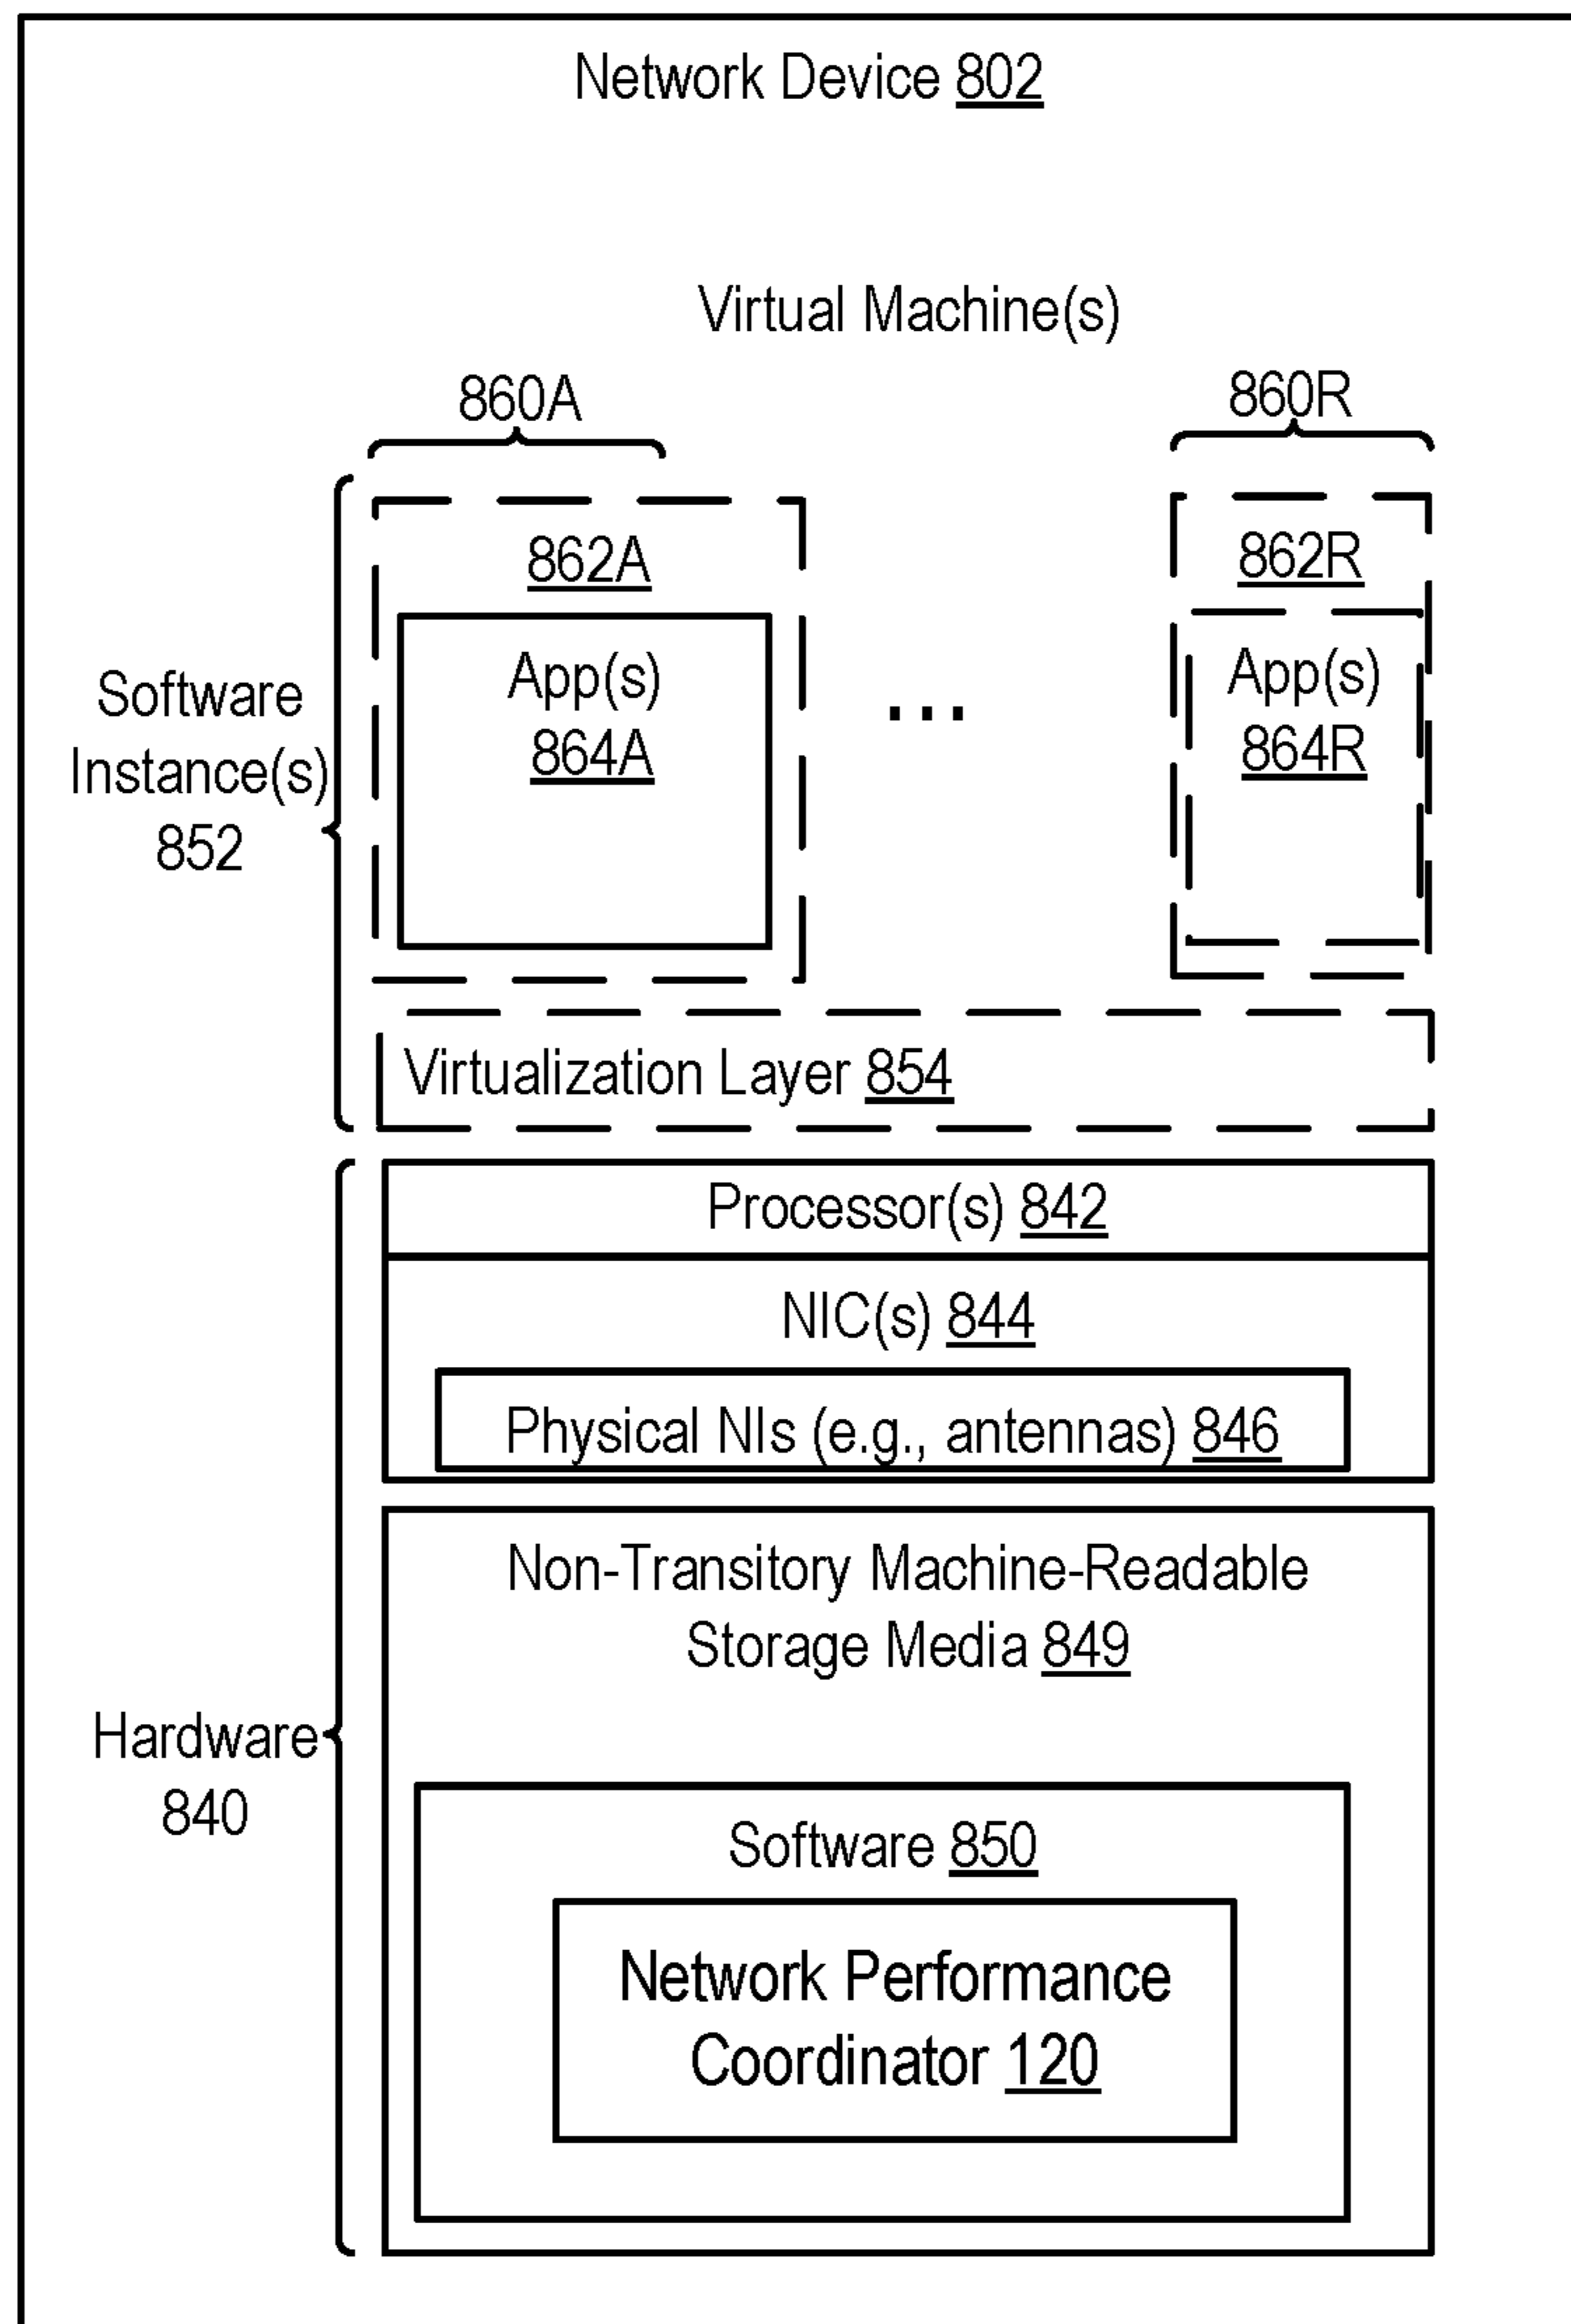 Network Device 802
Virtual Machine(s)
860A
860R
862A
862R
App(s)
864A
...
App(s)
864R
Software
Instance(s)
852
Virtualization Layer 854
Processor(s) 842
NIC(s) 844
Physical NIs (e.g., antennas) 846
Non-Transitory Machine-Readable
Storage Media 849
Hardware
840
Software 850
Network Performance
Coordinator 120